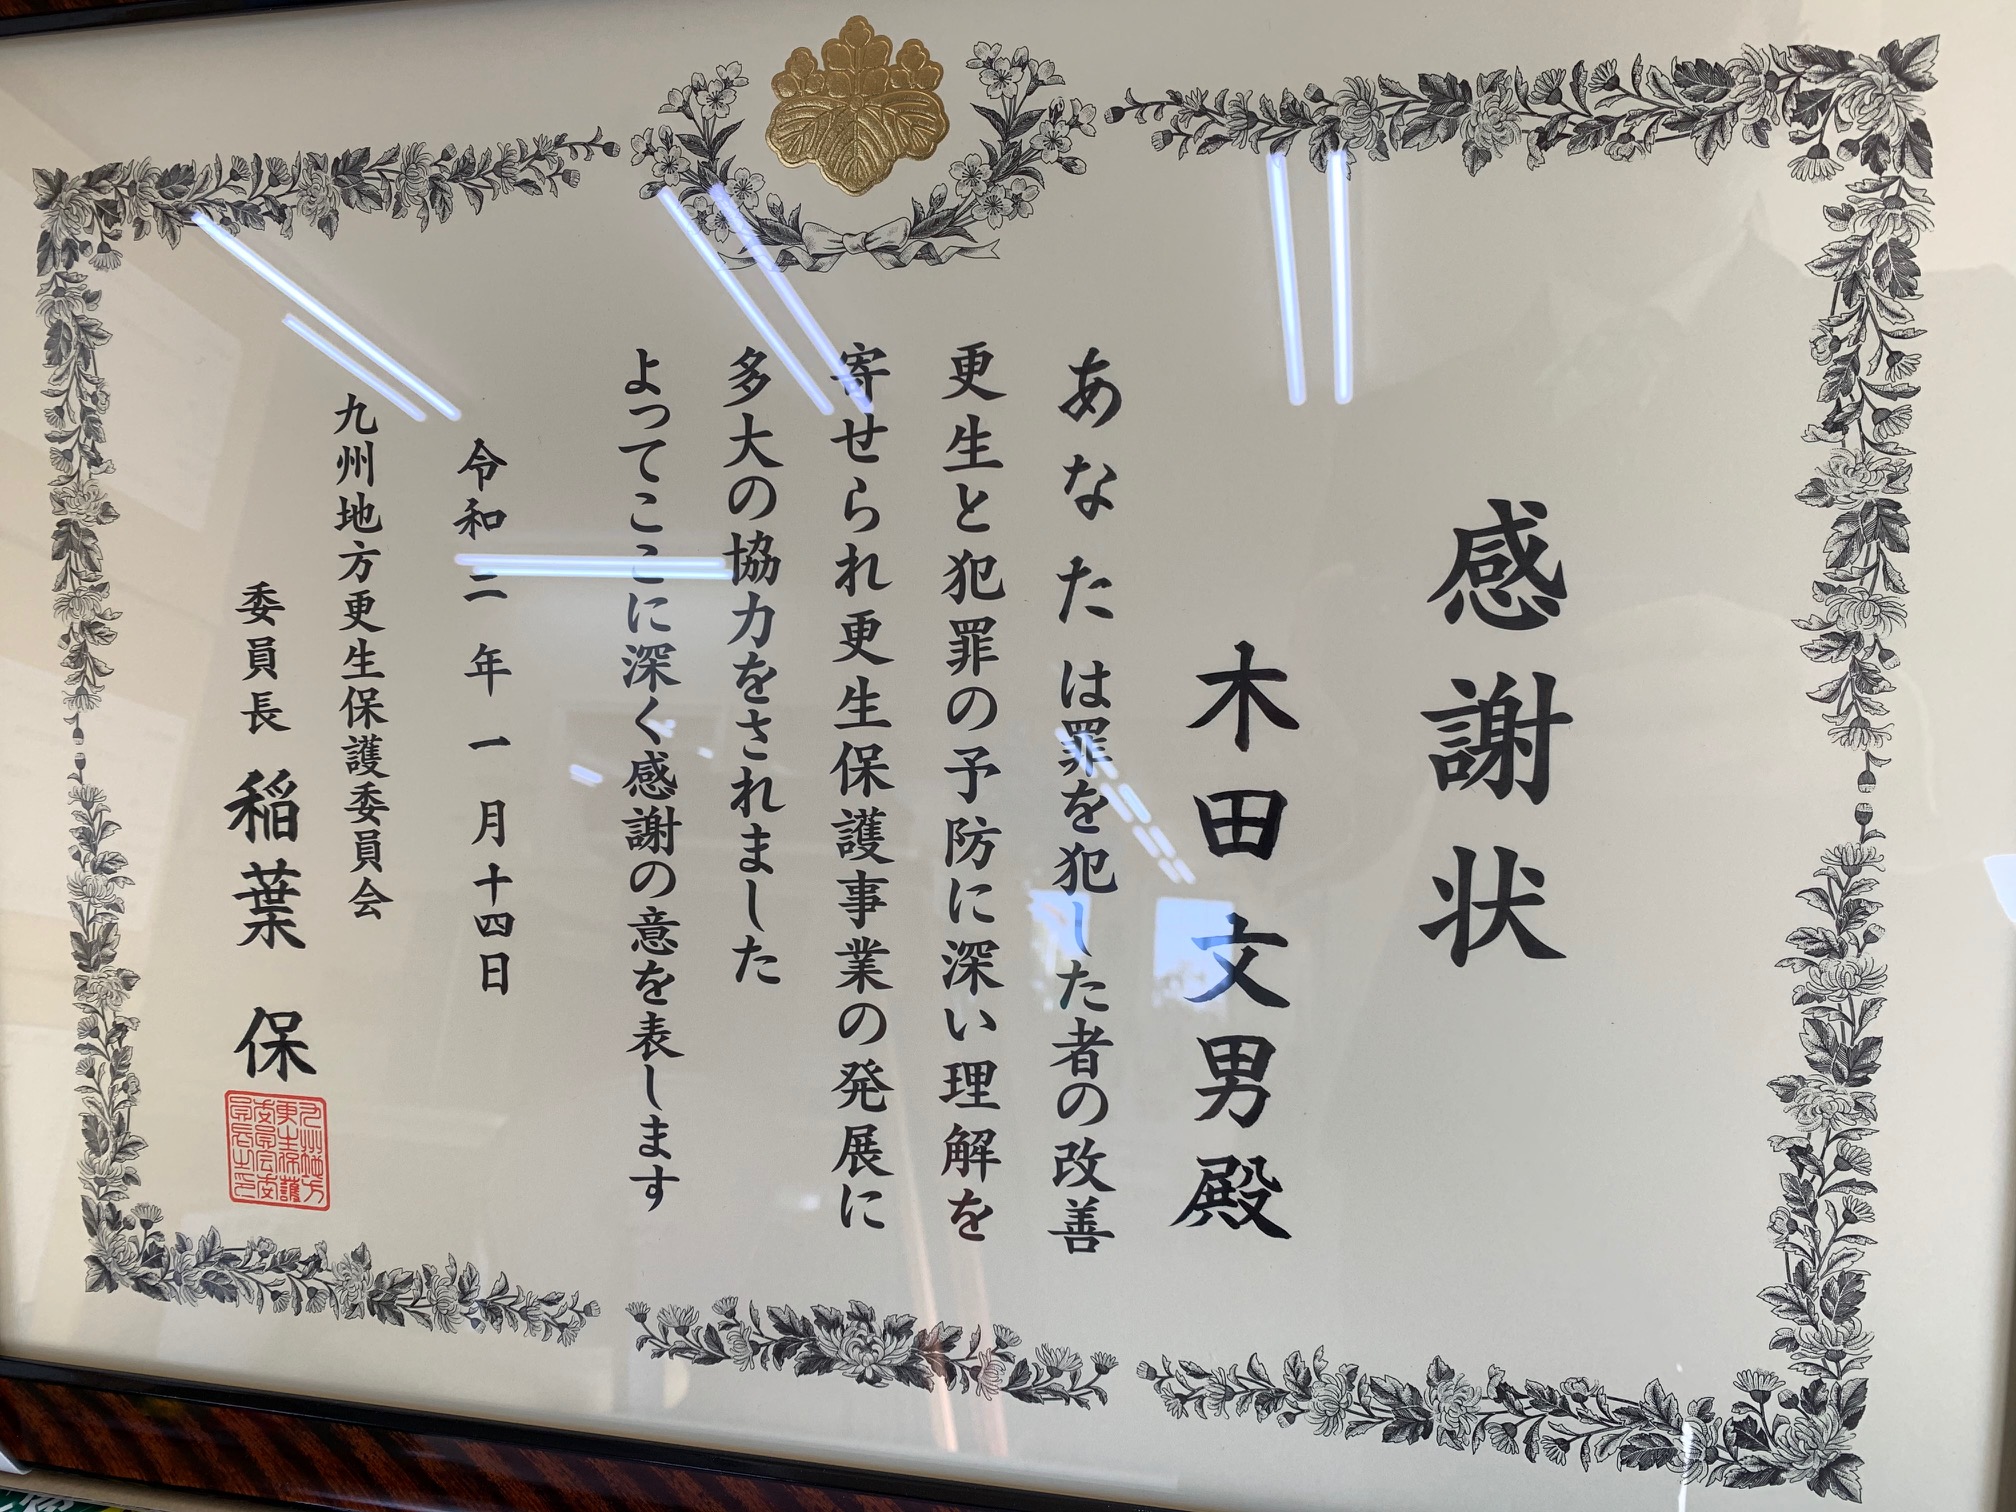 感謝状
木田文男殿
あなたは罪を犯した者の改善
更生と犯罪の予防に深い理解を
寄せられ更生保護事業の発展に
多大の協力をされました
よってここに深く感謝の意を表します
令和二年一月十四日
九州地方更生保護委員会
委員長 稲葉 保